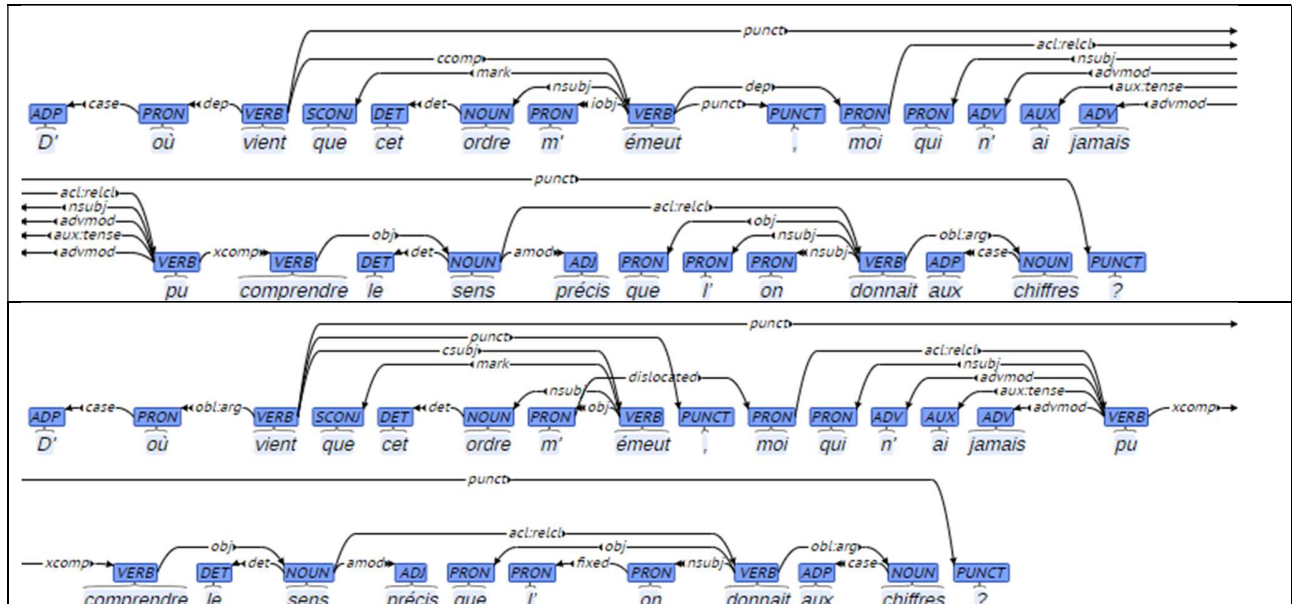 punct
acl:relcl
ccomp nsubj
mark advmod
nsubj dep aux:tense
case dep det iobj punct advmod
ADP PRON VERB SCONJ DET NOUN PRON VERB PUNCT PRON PRON ADV AUX ADV
D' où vient que cet ordre m' émeut , moi qui n' ai jamais
punct
acl:relcl
nsubj acl:relcl
advmod obj
aux:tense obj nsubj obl:arg
advmod xcomp det amod nsubj case
VERB VERB DET NOUN ADJ PRON PRON PRON VERB ADP NOUN PUNCT
pu comprendre le sens précis que l' on donnait aux chiffres ?
punct
punct
csubj acl:relcl
mark nsubj
dislocated advmod
nsubj aux:tense
case obl:arg det obj advmod xcomp
ADP PRON VERB SCONJ DET NOUN PRON VERB PUNCT PRON PRON ADV AUX ADV VERB
D' où vient que cet ordre m' émeut , moi qui n' ai jamais pu
punct
acl:relcl
obj obj obl:arg
xcomp det amod fixed nsubj case
VERB DET NOUN ADJ PRON PRON PRON VERB ADP NOUN PUNCT
comprendre le sens précis que l' on donnait aux chiffres ?